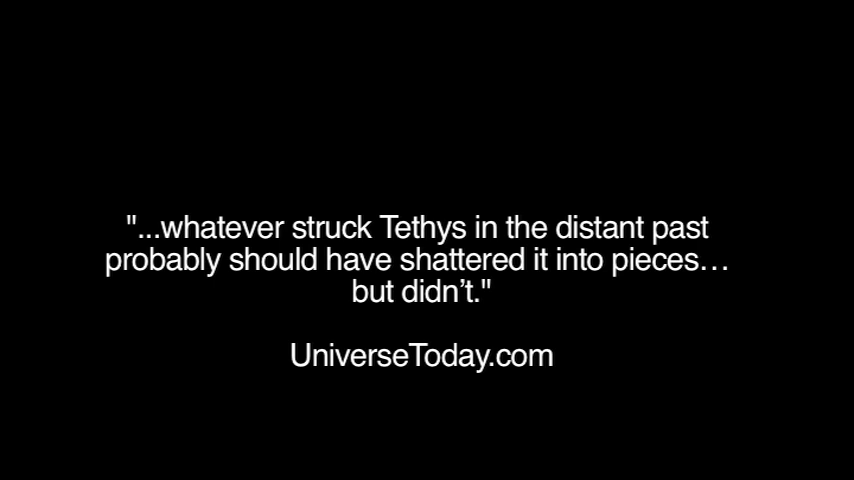 "...whatever struck Tethys in the distant past
probably should have shattered it into pieces…
but didn’t."
UniverseToday.com